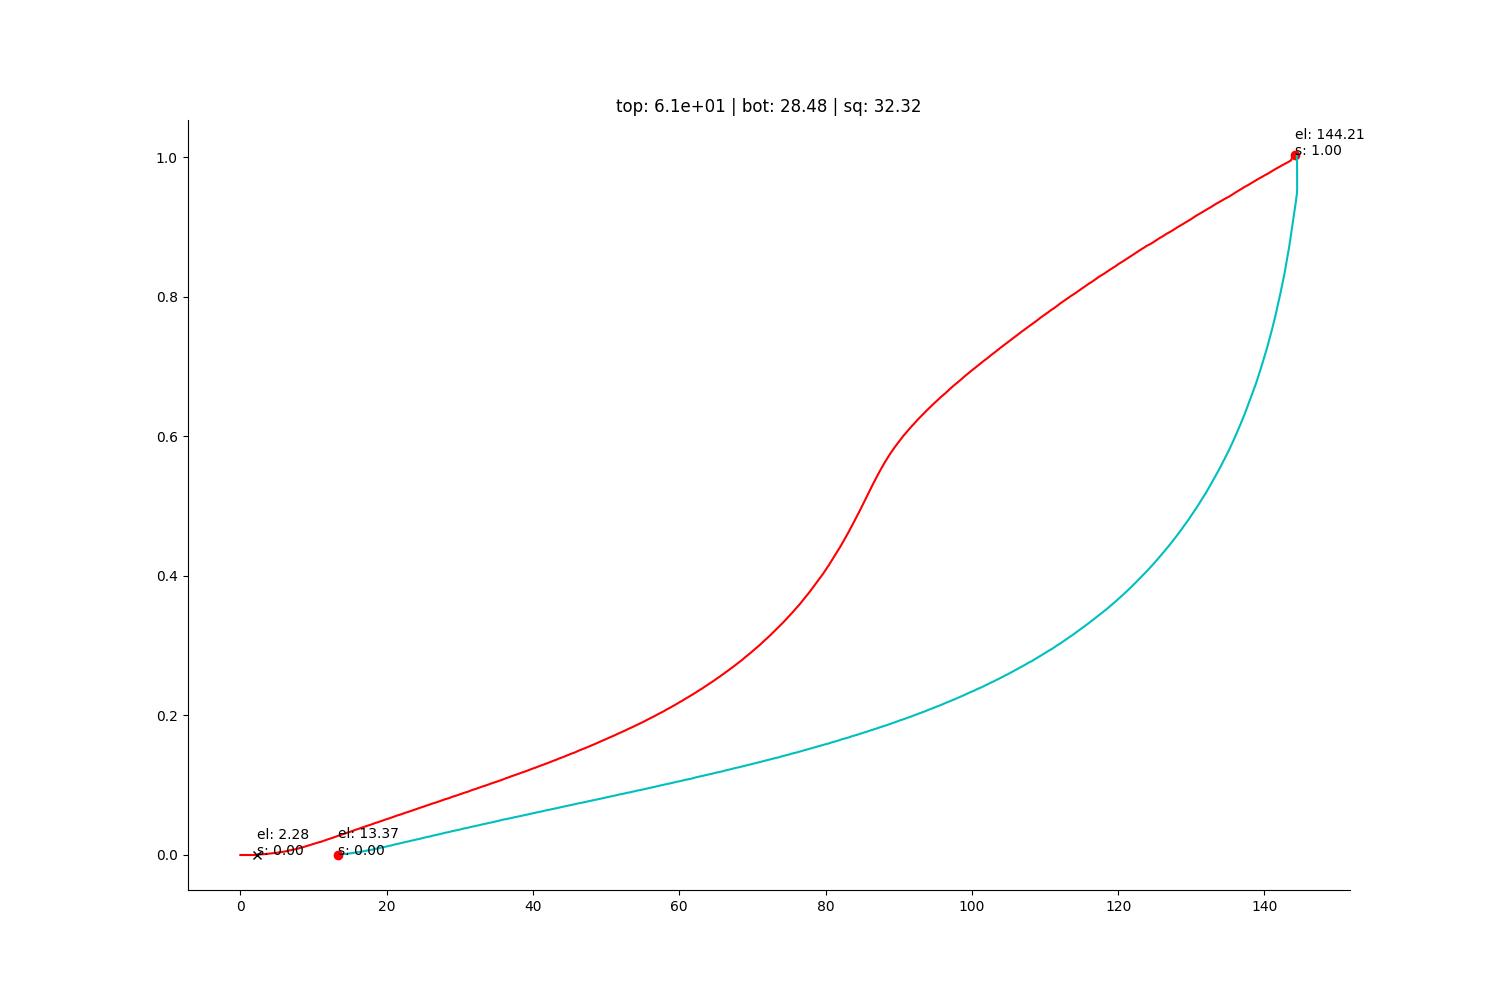 top: 6.1e+01 | bot: 28.48 | sq: 32.32
el: 144.21
s: 1.00
1.0
0.8
0.6
0.4
0.2
0.0
el: 2.28
s: 0.00
el: 13.37
s: 0.00
0 20 40 60 80 100 120 140